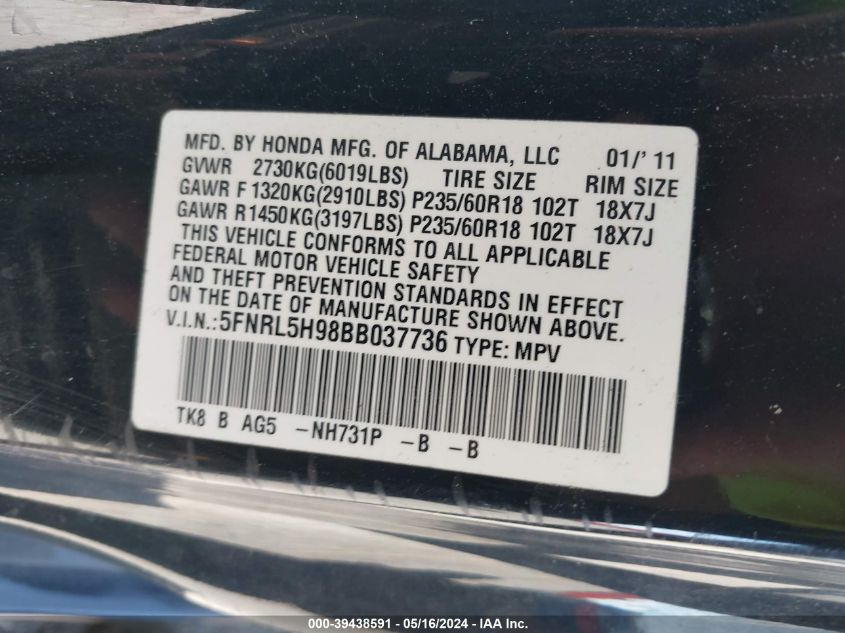 MFD. BY HONDA MFG. OF ALABAMA, LLC 01/'11
GVWR 2730KG(6019LBS) TIRE SIZE RIM SIZE
GAWR F 1320KG(2910LBS) P235/60R18 102T 18X7J
GAWR R1450KG(3197LBS) P235/60R18 102T 18X7J
THIS VEHICLE CONFORMS TO ALL APPLICABLE
FEDERAL MOTOR VEHICLE SAFETY
AND THEFT PREVENTION STANDARDS IN EFFECT
ON THE DATE OF MANUFACTURE SHOWN ABOVE.
V.I.N.:5FNRL5H98BB037736 TYPE: MPV
TK8 B AG5 -NH731P -B -B
000-39438591 - 05/16/2024 - IAA Inc.